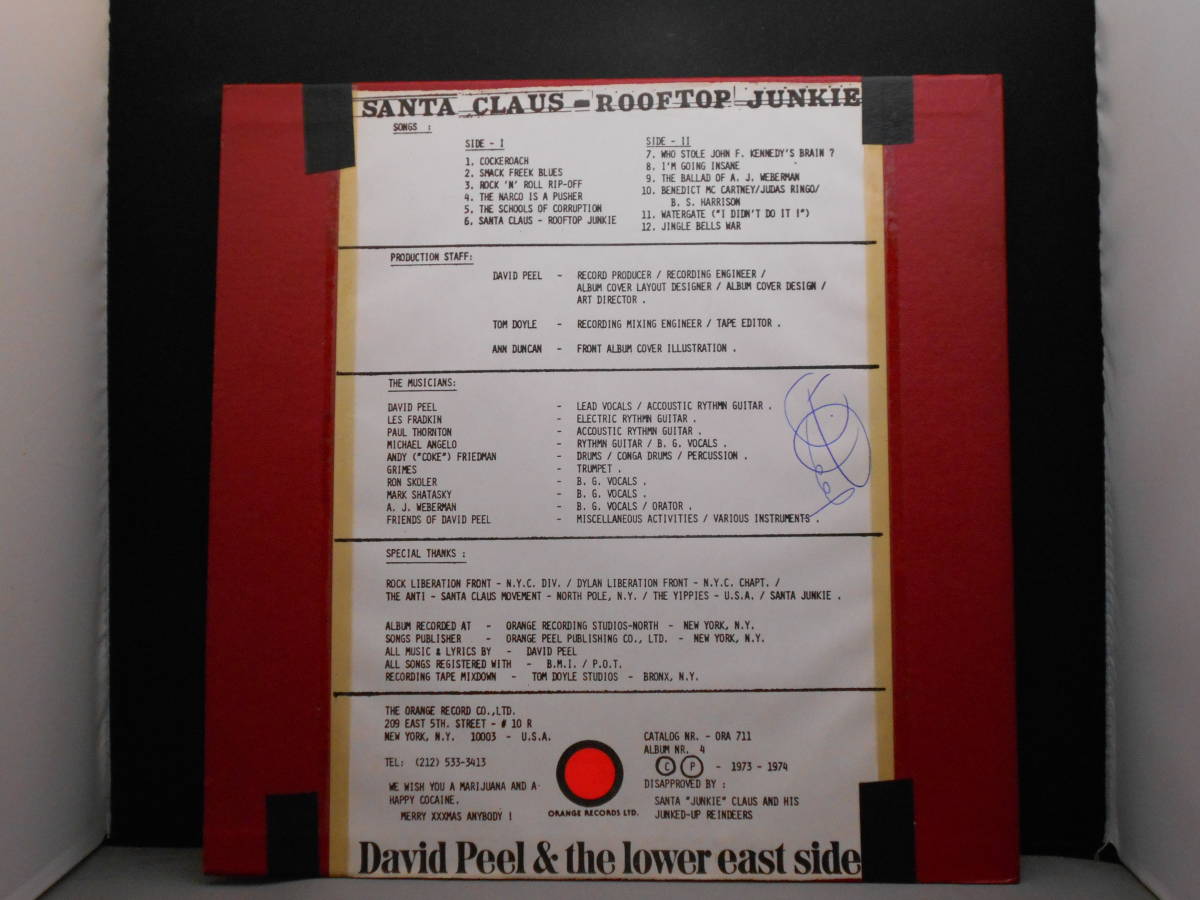 SANTA CLAUS - ROOFTOP JUNKIE
SONGS :
SIDE - I
1. COCKEROACH
2. SMACK FREEK BLUES
3. ROCK 'N' ROLL RIP-OFF
4. THE NARCO IS A PUSHER
5. THE SCHOOLS OF CORRUPTION
6. SANTA CLAUS - ROOFTOP JUNKIE
SIDE - II
7. WHO STOLE JOHN F. KENNEDY'S BRAIN ?
8. I'M GOING INSANE
9. THE BALLAD OF A. J. WEBERMAN
10. BENEDICT MC CARTNEY/JUDAS RINGO/
B. S. HARRISON
11. WATERGATE ("I DIDN'T DO IT !")
12. JINGLE BELLS WAR
PRODUCTION STAFF:
DAVID PEEL - RECORD PRODUCER / RECORDING ENGINEER /
ALBUM COVER LAYOUT DESIGNER / ALBUM COVER DESIGN /
ART DIRECTOR .
TOM DOYLE - RECORDING MIXING ENGINEER / TAPE EDITOR .
ANN DUNCAN - FRONT ALBUM COVER ILLUSTRATION .
THE MUSICIANS:
DAVID PEEL - LEAD VOCALS / ACCOUSTIC RYTHMN GUITAR .
LES FRADKIN - ELECTRIC RYTHMN GUITAR .
PAUL THORNTON - ACCOUSTIC RYTHMN GUITAR .
MICHAEL ANGELO - RYTHMN GUITAR / B. G. VOCALS .
ANDY ("COKE") FRIEDMAN - DRUMS / CONGA DRUMS / PERCUSSION .
GRIMES - TRUMPET .
RON SKOLER - B. G. VOCALS .
MARK SHATASKY - B. G. VOCALS .
A. J. WEBERMAN - B. G. VOCALS / ORATOR .
FRIENDS OF DAVID PEEL - MISCELLANEOUS ACTIVITIES / VARIOUS INSTRUMENTS .
SPECIAL THANKS :
ROCK LIBERATION FRONT - N.Y.C. DIV. / DYLAN LIBERATION FRONT - N.Y.C. CHAPT. /
THE ANTI - SANTA CLAUS MOVEMENT - NORTH POLE, N.Y. / THE YIPPIES - U.S.A. / SANTA JUNKIE .
ALBUM RECORDED AT - ORANGE RECORDING STUDIOS-NORTH - NEW YORK, N.Y.
SONGS PUBLISHER - ORANGE PEEL PUBLISHING CO., LTD. - NEW YORK, N.Y.
ALL MUSIC & LYRICS BY - DAVID PEEL
ALL SONGS REGISTERED WITH - B.M.I. / P.O.T.
RECORDING TAPE MIXDOWN - TOM DOYLE STUDIOS - BRONX, N.Y.
THE ORANGE RECORD CO.,LTD.
209 EAST 5TH. STREET - # 10 R
NEW YORK, N.Y. 10003 - U.S.A.
TEL: (212) 533-3413
WE WISH YOU A MARIJUANA AND A
HAPPY COCAINE.
MERRY XXXMAS ANYBODY !
ORANGE RECORDS LTD.
CATALOG NR. - ORA 711
ALBUM NR. 4
C P - 1973 - 1974
DISAPPROVED BY :
SANTA "JUNKIE" CLAUS AND HIS
JUNKED-UP REINDEERS
David Peel & the lower east side